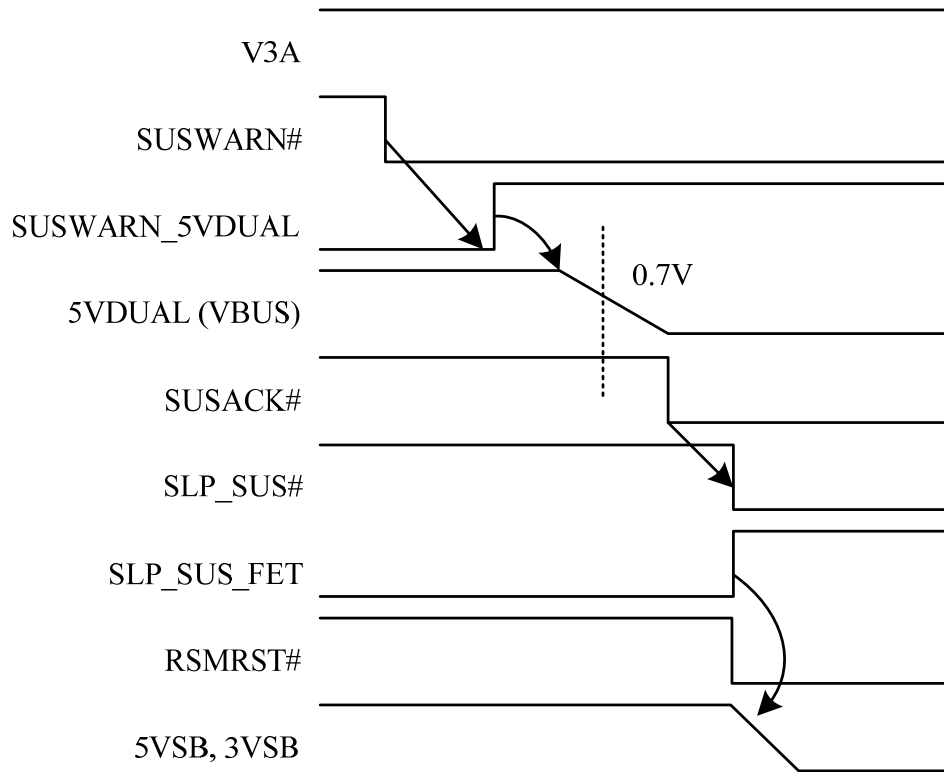 V3A
SUSWARN#
SUSWARN_5VDUAL
0.7V
5VDUAL (VBUS)
SUSACK#
SLP_SUS#
SLP_SUS_FET
RSMRST#
5VSB, 3VSB